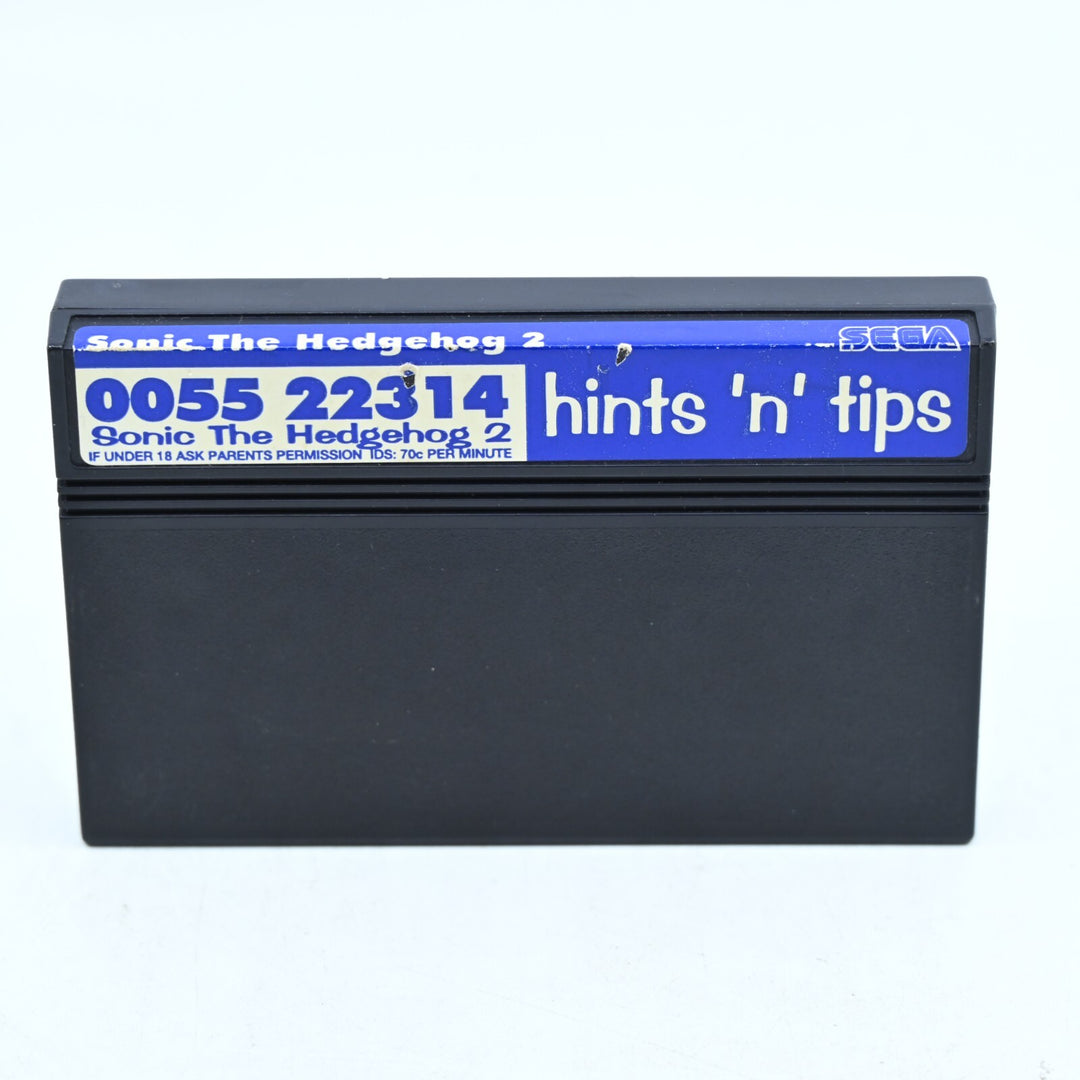 Sonic The Hedgehog 2
SEGA
0055 22314
hints 'n' tips
Sonic The Hedgehog 2
IF UNDER 18 ASK PARENTS PERMISSION IDS: 70c PER MINUTE